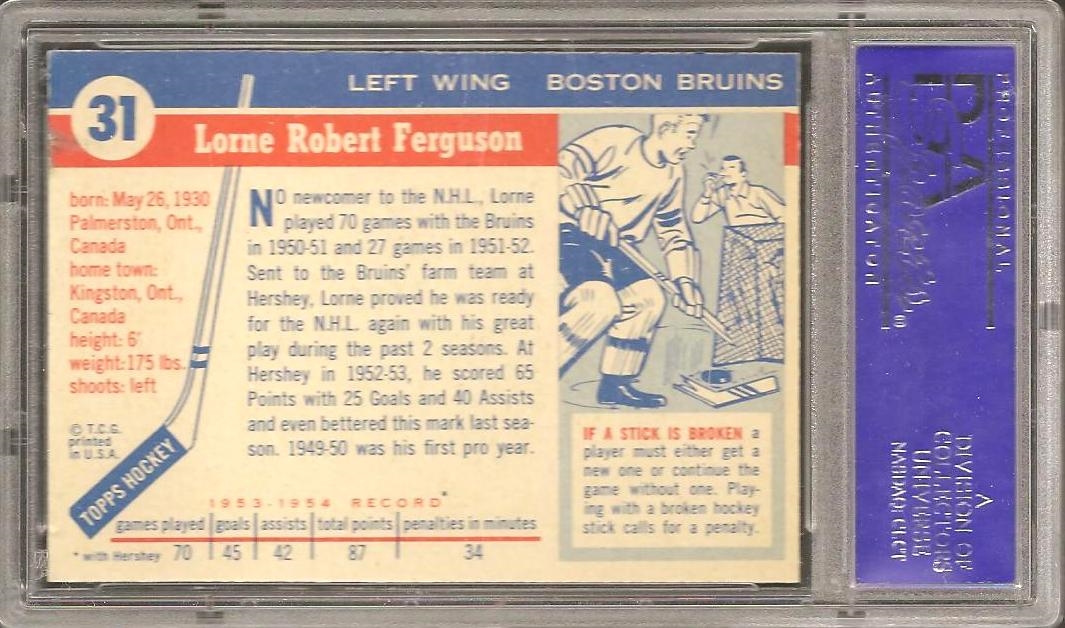 31
LEFT WING BOSTON BRUINS
Lorne Robert Ferguson
born: May 26, 1930
Palmerston, Ont.,
Canada
home town:
Kingston, Ont.,
Canada
height: 6'
weight: 175 lbs.
shoots: left
© T.C.G.
printed
in U.S.A.
TOPPS HOCKEY
NO newcomer to the N.H.L., Lorne
played 70 games with the Bruins
in 1950-51 and 27 games in 1951-52.
Sent to the Bruins' farm team at
Hershey, Lorne proved he was ready
for the N.H.L. again with his great
play during the past 2 seasons. At
Hershey in 1952-53, he scored 65
Points with 25 Goals and 40 Assists
and even bettered this mark last sea-
son. 1949-50 was his first pro year.
1953-1954 RECORD*
games played goals assists total points penalties in minutes
* with Hershey 70 45 42 87 34
IF A STICK IS BROKEN a
player must either get a
new one or continue the
game without one. Play-
ing with a broken hockey
stick calls for a penalty.
PROFESSIONAL
PSA
AUTHENTICATION
A
DIVISION OF
COLLECTORS
UNIVERSE
NASDAQ: CLCT